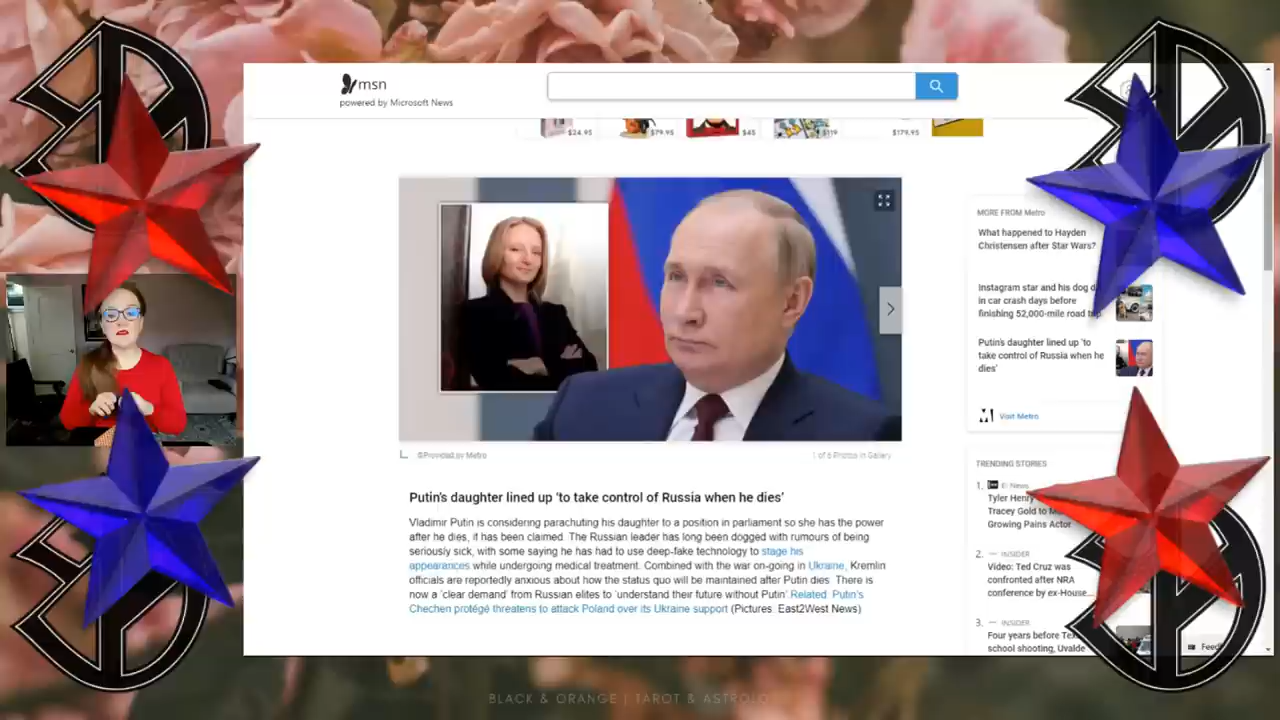 msn
powered by Microsoft News
$24.95
$79.95
$45
$119
$179.95
MORE FROM Metro
What happened to Hayden
Christensen after Star Wars?
Instagram star and his dog d
in car crash days before
finishing 52,000-mile road
Putin's daughter lined up 'to
take control of Russia when he
dies'
Visit Metro
©Provided by Metro
1 of 6 Photos in Gallery
Putin's daughter lined up 'to take control of Russia when he dies'
Vladimir Putin is considering parachuting his daughter to a position in parliament so she has the power
after he dies, it has been claimed. The Russian leader has long been dogged with rumours of being
seriously sick, with some saying he has had to use deep-fake technology to stage his
appearances while undergoing medical treatment. Combined with the war on-going in Ukraine, Kremlin
officials are reportedly anxious about how the status quo will be maintained after Putin dies. There is
now a 'clear demand' from Russian elites to 'understand their future without Putin'. Related: Putin's
Chechen protégé threatens to attack Poland over its Ukraine support (Pictures: East2West News)
TRENDING STORIES
1. E! News
Tyler Henry
Tracey Gold to
Growing Pains Actor
2. INSIDER
Video: Ted Cruz was
confronted after NRA
conference by ex-House...
3. INSIDER
Four years before Tex
school shooting, Uvalde
Feed
BLACK & ORANGE | TAROT & ASTROLO